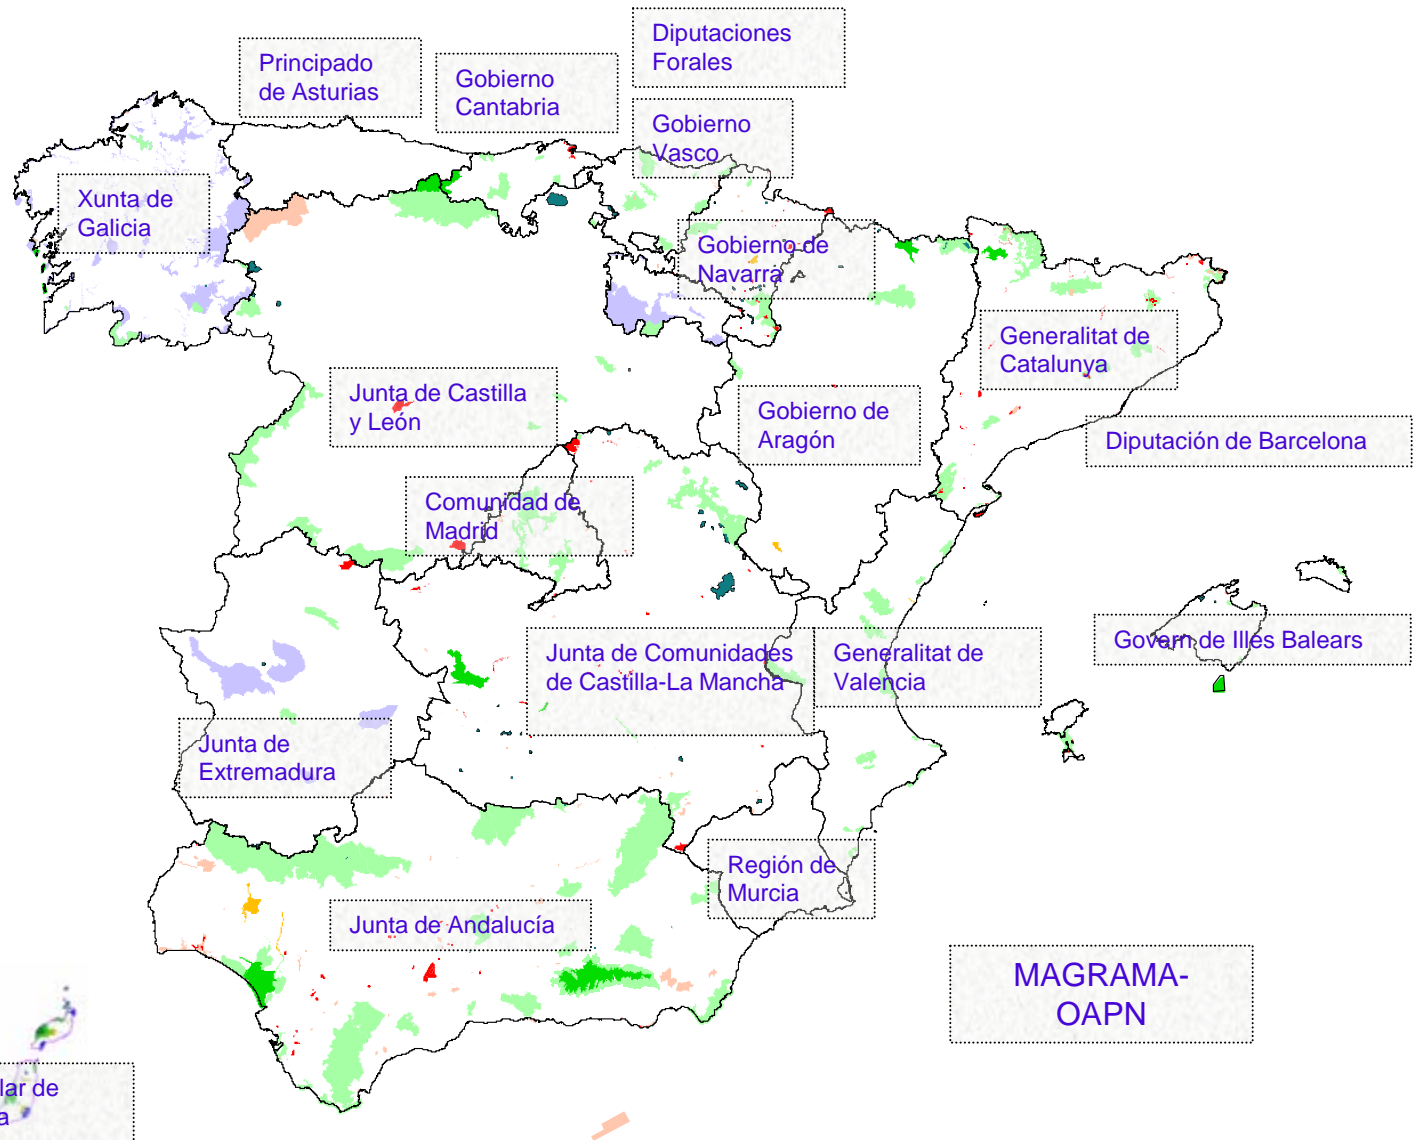 Diputaciones
Forales
Principado
de Asturias
Gobierno
Cantabria
Gobierno
Vasco
Xunta de
Galicia
Gobierno de
Navarra
Generalitat de
Catalunya
Junta de Castilla
y León
Gobierno de
Aragón
Diputación de Barcelona
Comunidad de
Madrid
Govern de Illes Balears
Junta de Comunidades
de Castilla-La Mancha
Generalitat de
Valencia
Junta de
Extremadura
Región de
Murcia
Junta de Andalucía
MAGRAMA-
OAPN
lar de
a